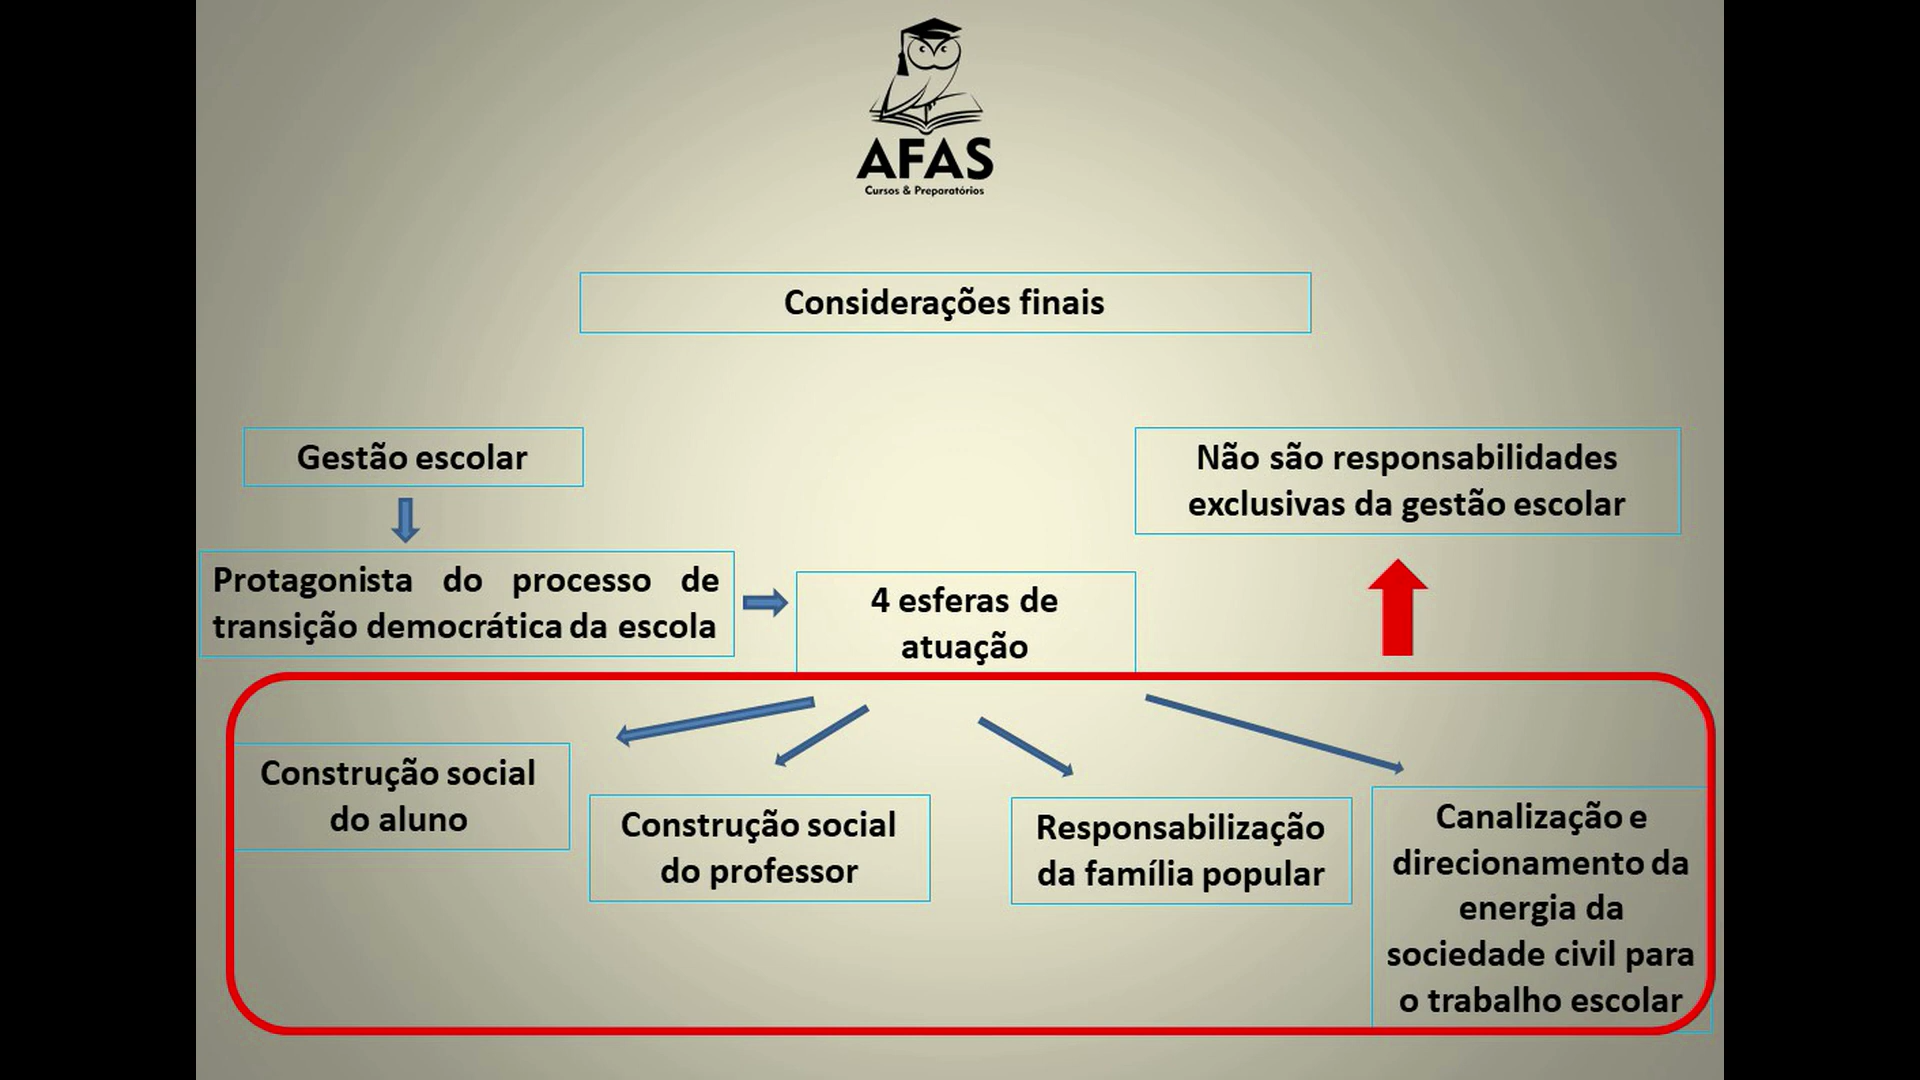 AFAS
Cursos & Preparatórios
Considerações finais
Gestão escolar
Não são responsabilidades
exclusivas da gestão escolar
Protagonista do processo de
transição democrática da escola
4 esferas de
atuação
Construção social
do aluno
Construção social
do professor
Responsabilização
da família popular
Canalização e
direcionamento da
energia da
sociedade civil para
o trabalho escolar